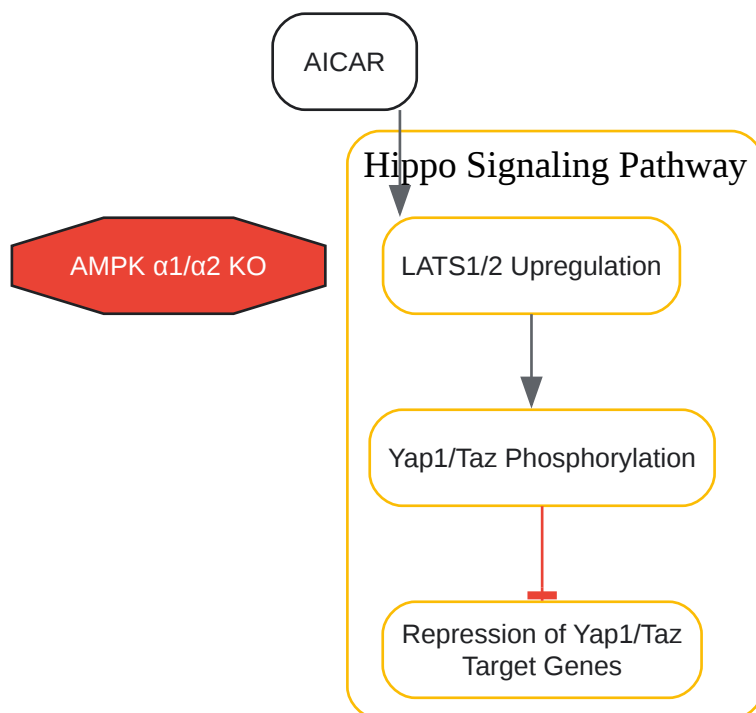 AICAR
Hippo Signaling Pathway
AMPK α1/α2 KO
LATS1/2 Upregulation
Yap1/Taz Phosphorylation
Repression of Yap1/Taz
Target Genes